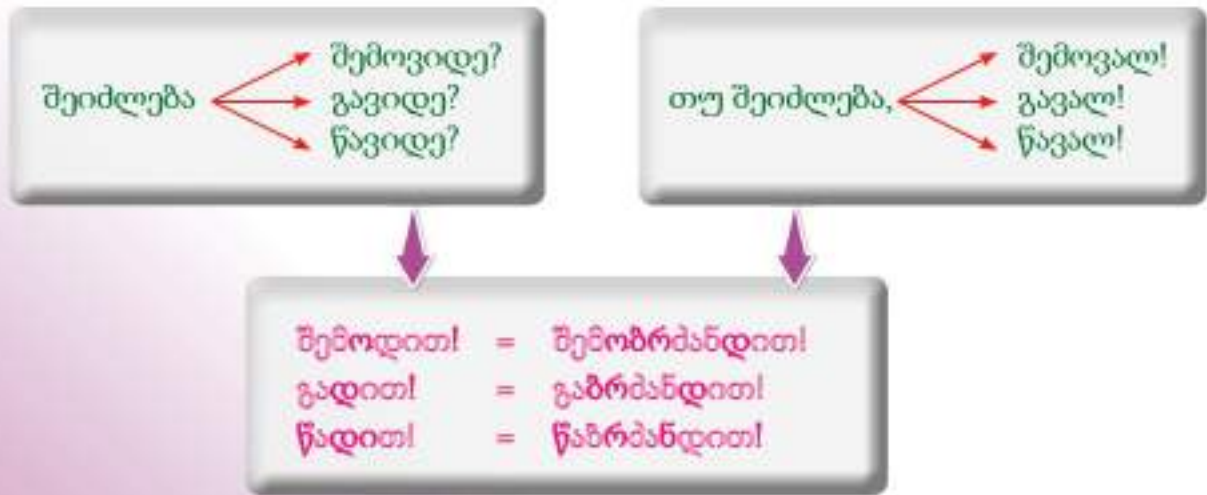 შეიძლება
შემოვიდე?
გავიდე?
წავიდე?
თუ შეიძლება,
შემოვალ!
გავალ!
წავალ!
შემოდით! = შემობრძანდით!
გადით! = გაბრძანდით!
წადით! = წაბრძანდით!